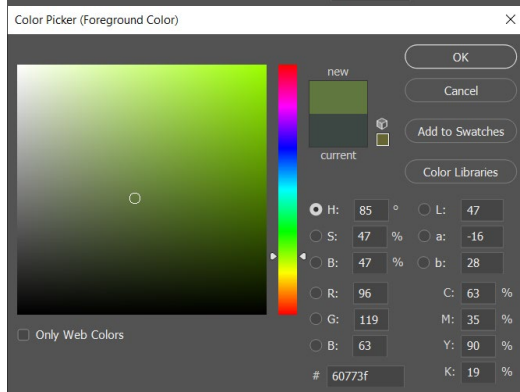 Color Picker (Foreground Color)
new
current
OK
Cancel
Add to Swatches
Color Libraries
H: 85 ° L: 47
S: 47 % a: -16
B: 47 % b: 28
R: 96 C: 63 %
G: 119 M: 35 %
B: 63 Y: 90 %
# 60773f K: 19 %
Only Web Colors